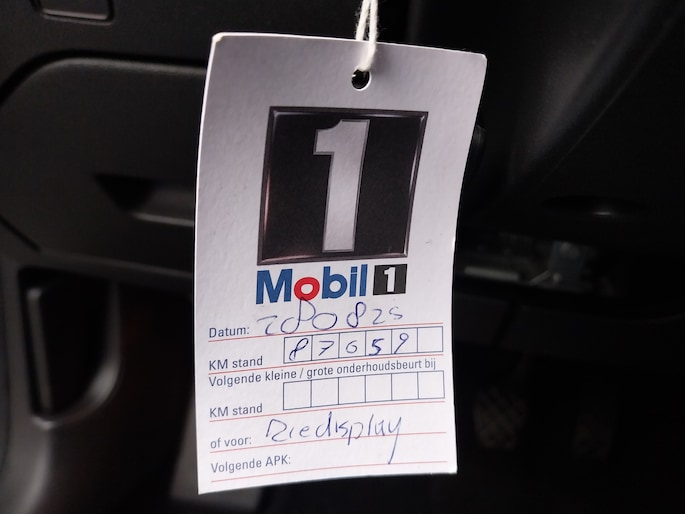 1
Mobil 1
Datum: 280825
KM stand 87659
Volgende kleine / grote onderhoudsbeurt bij
KM stand
of voor: Ziedisplay
Volgende APK: